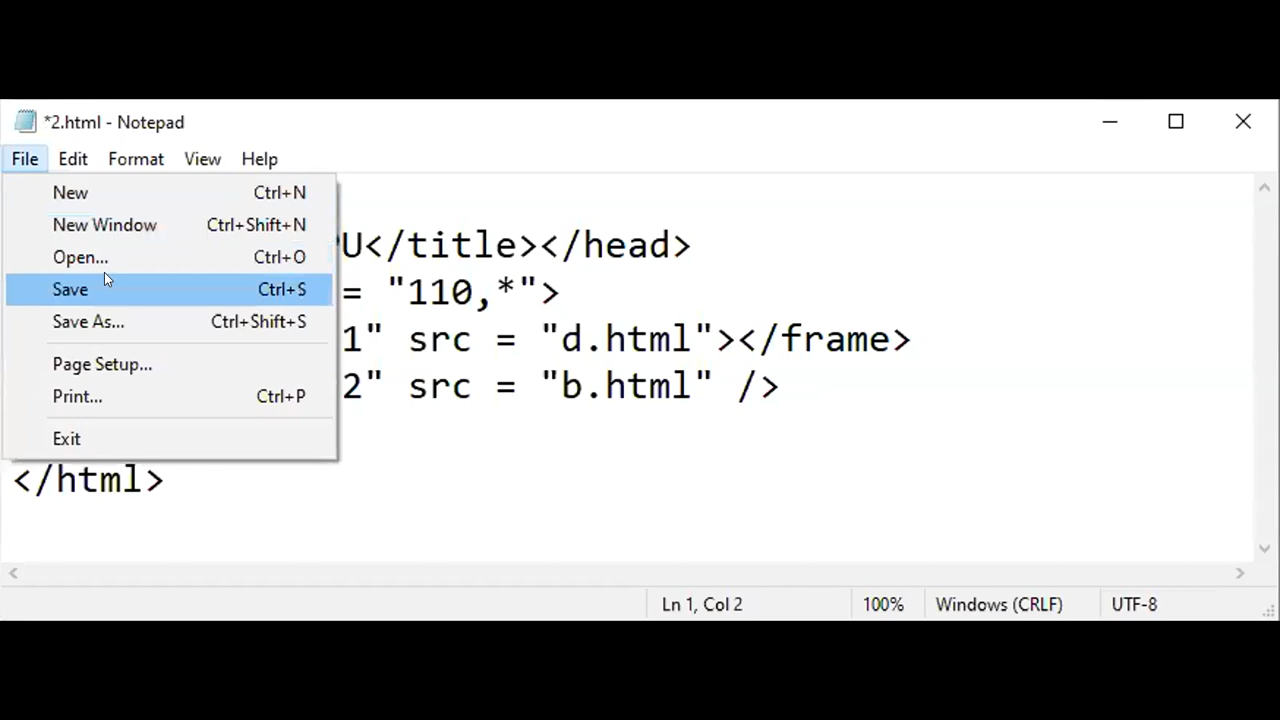 *2.html - Notepad
File Edit Format View Help
New Ctrl+N
New Window Ctrl+Shift+N
Open... Ctrl+O
Save Ctrl+S
Save As... Ctrl+Shift+S
Page Setup... 
Print... Ctrl+P
Exit
U</title></head>
= "110,*">
1" src = "d.html"></frame>
2" src = "b.html" />
</html>
Ln 1, Col 2 100% Windows (CRLF) UTF-8